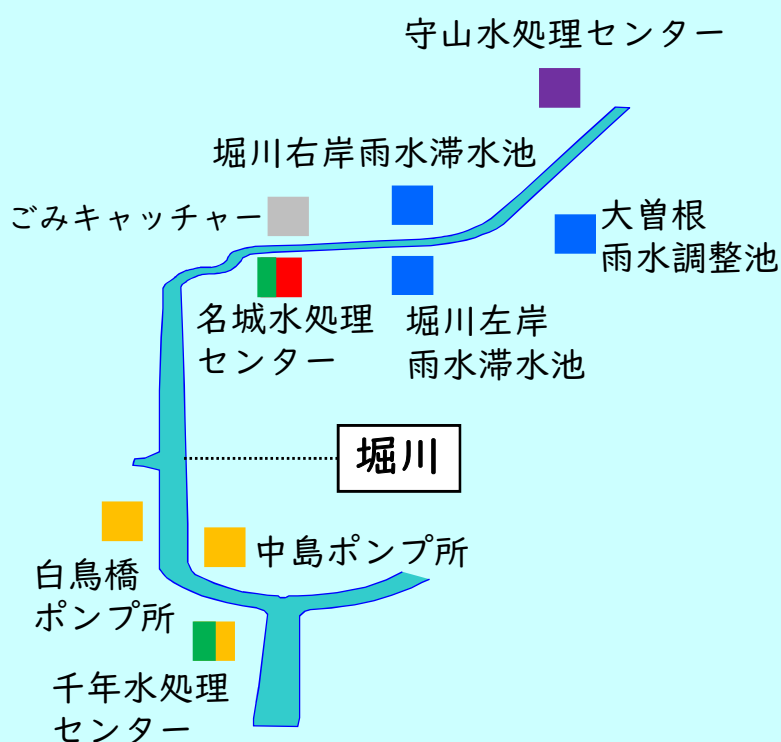 守山水処理センター
堀川右岸雨水滞水池
ごみキャッチャー
大曽根
雨水調整池
名城水処理
センター
堀川左岸
雨水滞水池
堀川
白鳥橋
ポンプ所
中島ポンプ所
千年水処理
センター